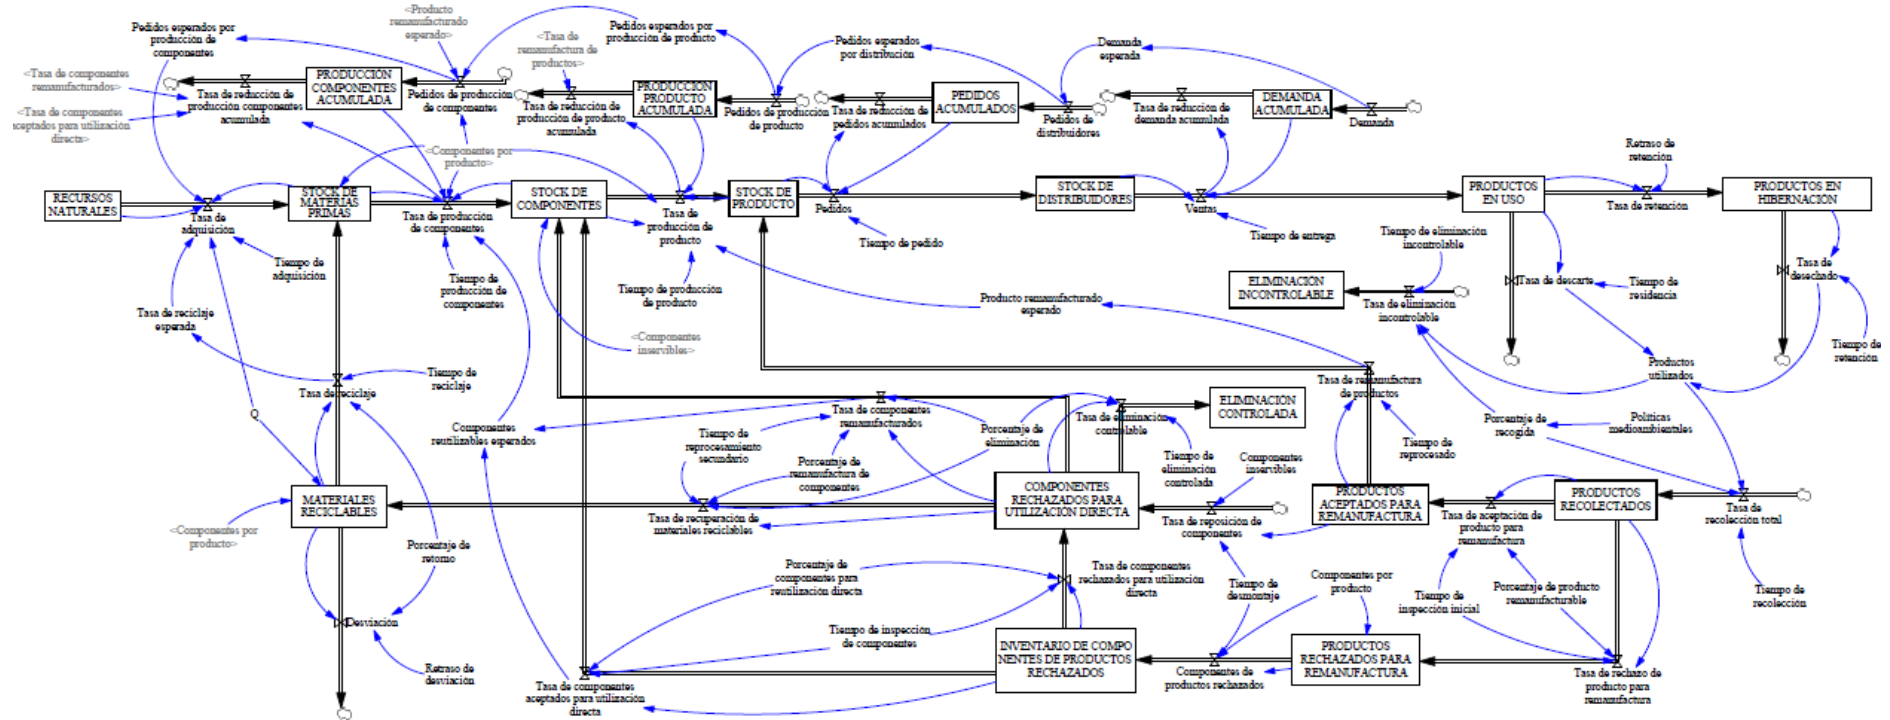 Pedidos esperados por
producción de
componentes
<Producto
remanufacturado
esperado>
Pedidos esperados por
producción de producto
<Tasa de
remanufactura de
productos>
Pedidos esperados
por distribución
Demanda
esperada
<Tasa de componentes
remanufacturados>
<Tasa de componentes
aceptados para utilización
directa>
Tasa de reducción de
producción componentes
acumulada
PRODUCCIÓN
COMPONENTES
ACUMULADA
Pedidos de producción
de componentes
Tasa de reducción de
producción de producto
acumulada
PRODUCCION
PRODUCTO
ACUMULADA
Pedidos de producción
de producto
Tasa de reducción de
pedidos acumulados
PEDIDOS
ACUMULADOS
Pedidos de
distribuidores
Tasa de reducción de
demanda acumulada
DEMANDA
ACUMULADA
Demanda
<Componentes por
producto>
Retraso de
retención
RECURSOS
NATURALES
Tasa de
adquisición
STOCK DE
MATERIAS
PRIMAS
Tasa de producción
de componentes
STOCK DE
COMPONENTES
Tasa de
producción de
producto
STOCK DE
PRODUCTO
Pedidos
STOCK DE
DISTRIBUIDORES
Ventas
PRODUCTOS
EN USO
Tasa de retención
PRODUCTOS EN
HIBERNACIÓN
Tiempo de
adquisición
Tiempo de
producción de
componentes
Tiempo de producción
de producto
Tiempo de pedido
Tiempo de entrega
Tiempo de eliminación
incontrolable
ELIMINACIÓN
INCONTROLABLE
Tasa de eliminación
incontrolable
Tasa de descarte
Tiempo de
residencia
Tasa de
desechado
Tiempo de
retención
Tasa de reciclaje
esperada
Producto remanufacturado
esperado
<Componentes
inservibles>
Productos
utilizados
Tiempo de
reciclaje
Tasa de reciclaje
Q
Componentes
reutilizables esperados
Tasa de componentes
remanufacturados
Tiempo de
reprocesamiento
secundario
Porcentaje de
remanufactura de
componentes
Porcentaje de
eliminación
Tasa de eliminación
controlable
ELIMINACIÓN
CONTROLADA
Tiempo de
eliminación
controlada
Componentes
inservibles
Tasa de remanufactura
de productos
Tiempo de
reprocesado
Porcentaje de
recogida
Políticas
medioambientales
MATERIALES
RECICLABLES
<Componentes por
producto>
Porcentaje de
retorno
Tasa de recuperación de
materiales reciclables
COMPONENTES
RECHAZADOS PARA
UTILIZACIÓN DIRECTA
Tasa de reposición de
componentes
PRODUCTOS
ACEPTADOS PARA
REMANUFACTURA
Tasa de aceptación de
producto para
remanufactura
PRODUCTOS
RECOLECTADOS
Tasa de
recolección total
Tiempo de
recolección
Porcentaje de
componentes para
reutilización directa
Tasa de componentes
rechazados para utilización
directa
Tiempo de
desmontaje
Componentes por
producto
Tiempo de
inspección inicial
Porcentaje de producto
remanufacturable
Desviación
Retraso de
desviación
Tiempo de inspección
de componentes
Tasa de componentes
aceptados para utilización
directa
INVENTARIO DE COMPO
NENTES DE PRODUCTOS
RECHAZADOS
Componentes de
productos rechazados
PRODUCTOS
RECHAZADOS PARA
REMANUFACTURA
Tasa de rechazo de
producto para
remanufactura